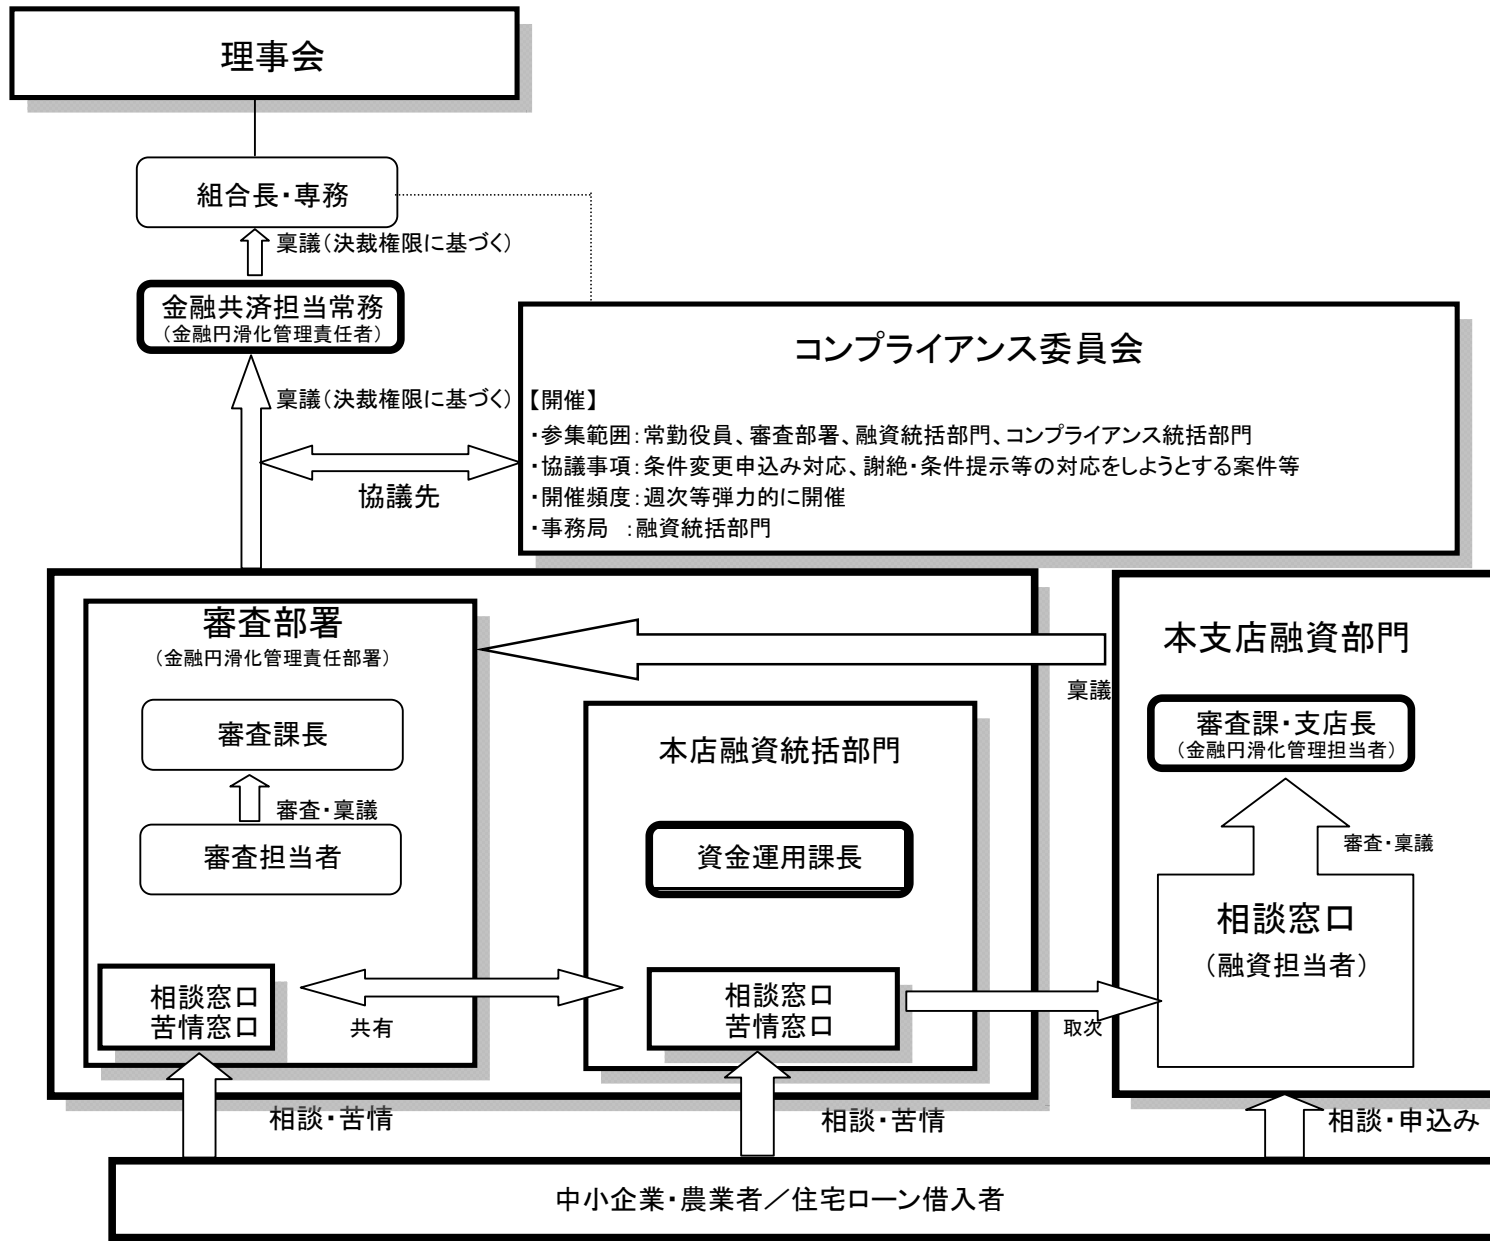 理事会
組合長・専務
稟議(決裁権限に基づく)
金融共済担当常務
(金融円滑化管理責任者)
稟議(決裁権限に基づく)
協議先
コンプライアンス委員会
【開催】
・参集範囲:常勤役員、審査部署、融資統括部門、コンプライアンス統括部門
・協議事項:条件変更申込み対応、謝絶・条件提示等の対応をしようとする案件等
・開催頻度:週次等弾力的に開催
・事務局 :融資統括部門
審査部署
(金融円滑化管理責任部署)
審査課長
審査・稟議
審査担当者
相談窓口
苦情窓口
共有
本店融資統括部門
資金運用課長
相談窓口
苦情窓口
取次
稟議
本支店融資部門
審査課・支店長
(金融円滑化管理担当者)
審査・稟議
相談窓口
(融資担当者)
相談・苦情
相談・苦情
相談・申込み
中小企業・農業者/住宅ローン借入者